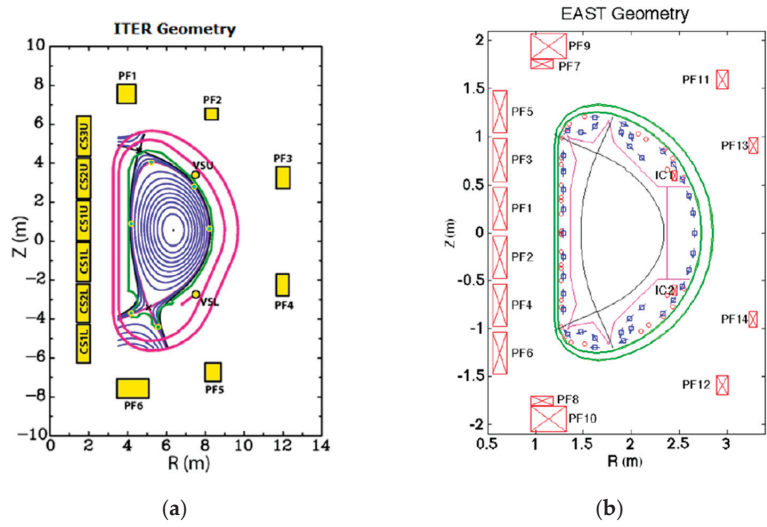 ITER Geometry
10
8
6
4
2
0
−2
−4
−6
−8
−10
Z (m)
0
2
4
6
8
10
12
14
R (m)
PF1
PF2
PF3
PF4
PF5
PF6
CS3U
CS2U
CS1U
CS1L
CS2L
CS1L
VSU
VSL
(a)
EAST Geometry
2
1.5
1
0.5
0
-0.5
-1
-1.5
-2
Z (m)
0.5
1
1.5
2
2.5
3
R (m)
PF9
PF7
PF5
PF3
PF1
PF2
PF4
PF6
PF8
PF10
PF11
PF13
PF14
PF12
IC1
IC2
(b)